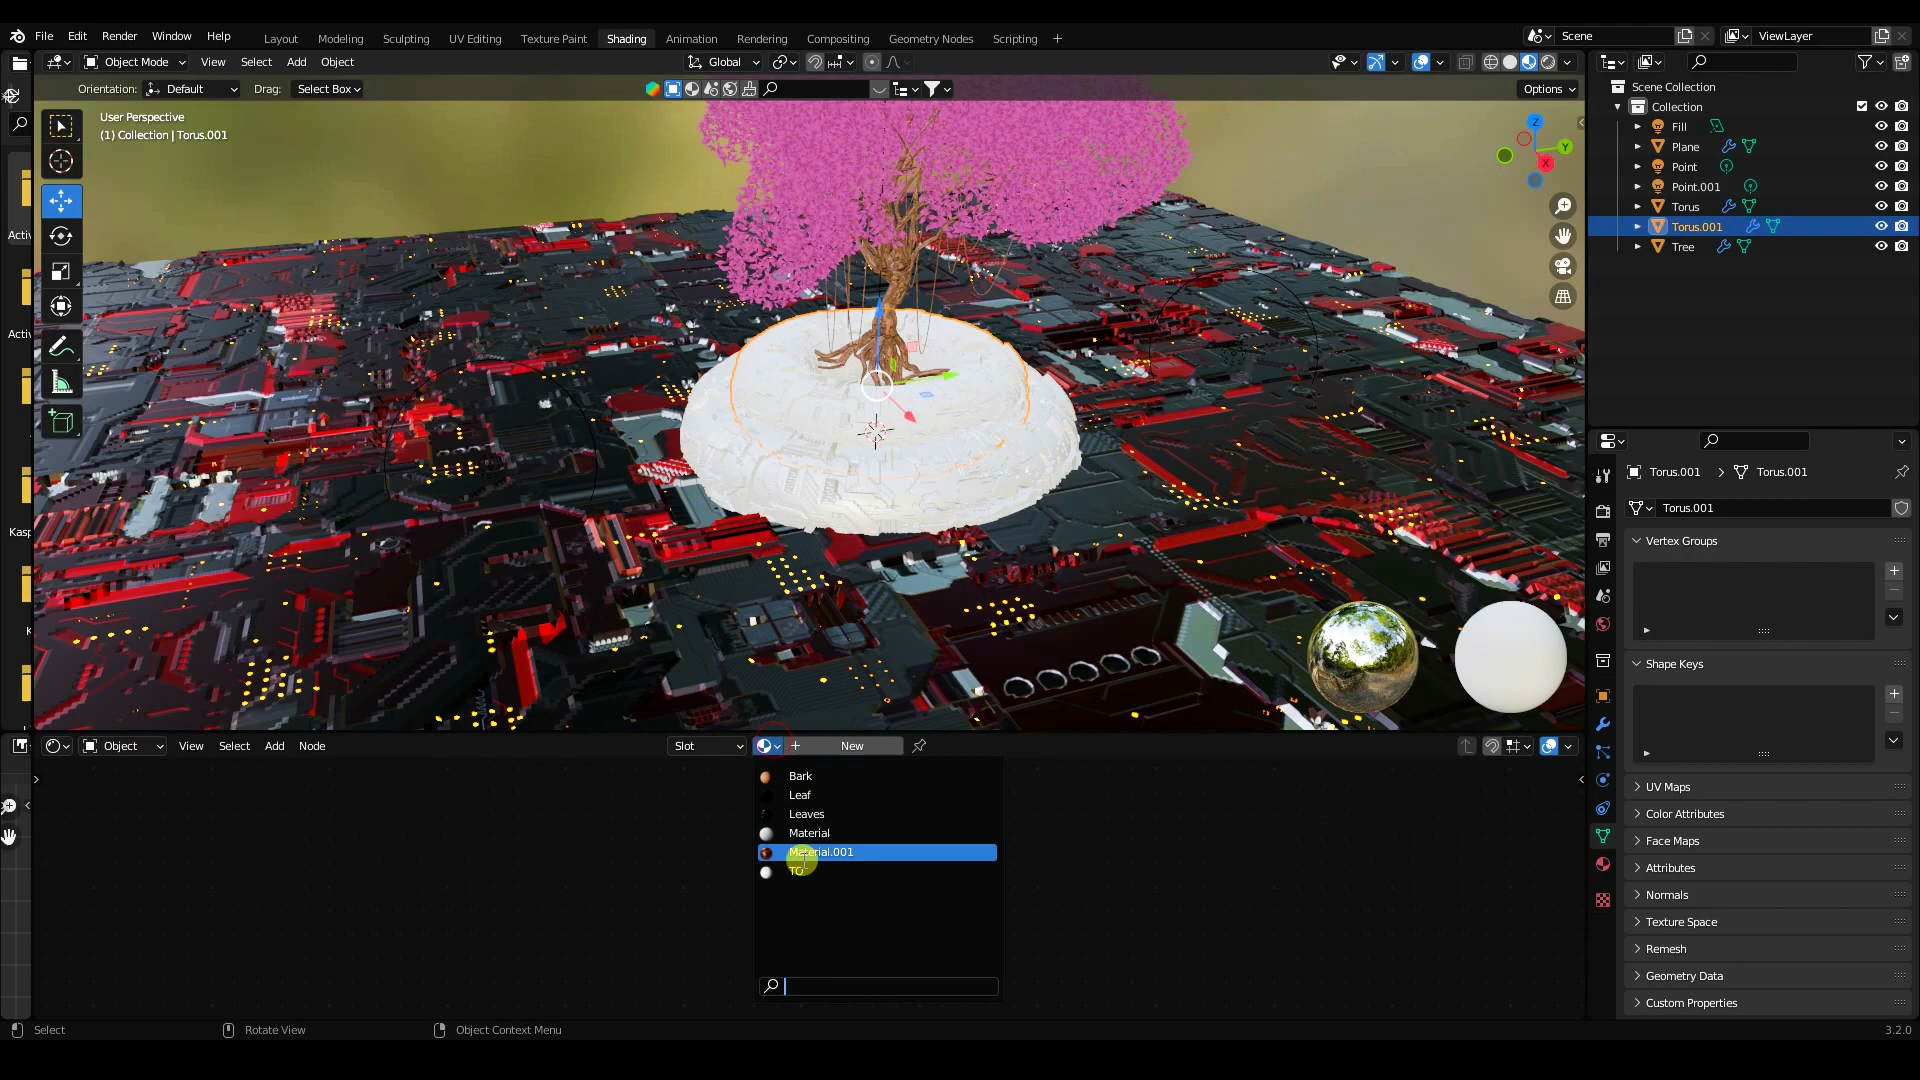 File Edit Render Window Help Layout Modeling Sculpting UV Editing Texture Paint Shading Animation Rendering Compositing Geometry Nodes Scripting + Scene ViewLayer
Object Mode View Select Add Object Global
Orientation: Default Drag: Select Box Options
User Perspective
(1) Collection | Torus.001
Z
Y
X
Scene Collection
Collection
Fill
Plane
Point
Point.001
Torus
Torus.001
Tree
Activ
Activ
Kasp
Torus.001 > Torus.001
Torus.001
Vertex Groups
Shape Keys
UV Maps
Color Attributes
Face Maps
Attributes
Normals
Texture Space
Remesh
Geometry Data
Custom Properties
Object View Select Add Node Slot New
Bark
Leaf
Leaves
Material
Material.001
TO
Select Rotate View Object Context Menu 3.2.0